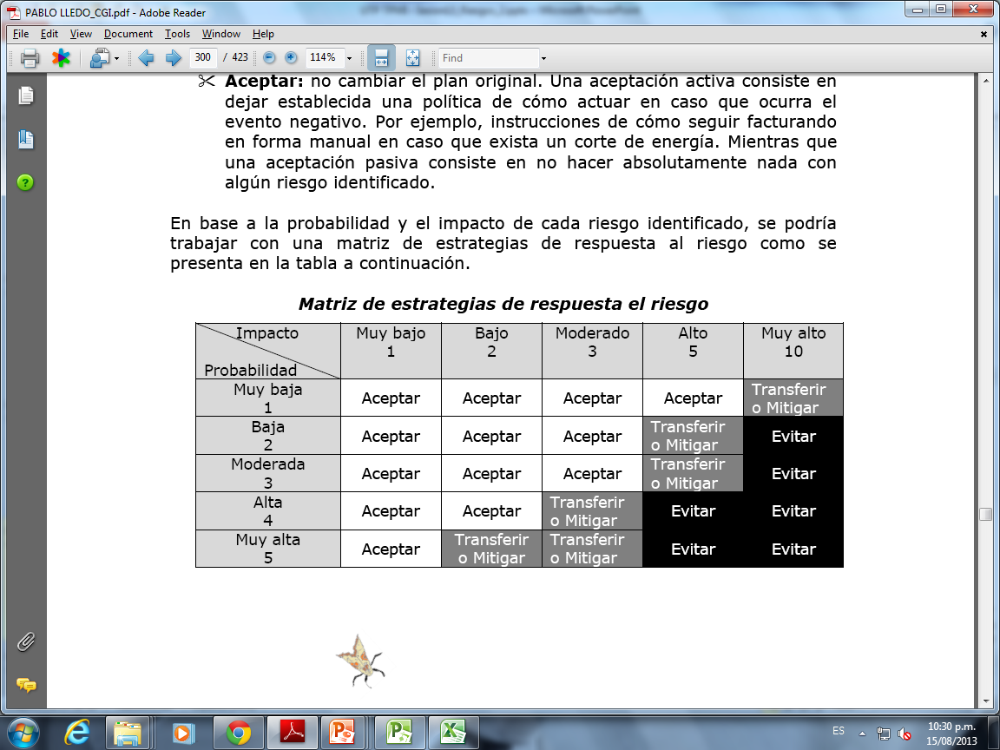 PABLO LLEDO_CGI.pdf - Adobe Reader
File Edit View Document Tools Window Help
300 / 423 114% Find
Aceptar: no cambiar el plan original. Una aceptación activa consiste en
dejar establecida una política de cómo actuar en caso que ocurra el
evento negativo. Por ejemplo, instrucciones de cómo seguir facturando
en forma manual en caso que exista un corte de energía. Mientras que
una aceptación pasiva consiste en no hacer absolutamente nada con
algún riesgo identificado.
En base a la probabilidad y el impacto de cada riesgo identificado, se podría
trabajar con una matriz de estrategias de respuesta al riesgo como se
presenta en la tabla a continuación.
Matriz de estrategias de respuesta el riesgo
Impacto Muy bajo Bajo Moderado Alto Muy alto
1 2 3 5 10
Probabilidad
Muy baja Aceptar Aceptar Aceptar Aceptar Transferir
1 o Mitigar
Baja Aceptar Aceptar Aceptar Transferir Evitar
2 o Mitigar
Moderada Aceptar Aceptar Aceptar Transferir Evitar
3 o Mitigar
Alta Aceptar Aceptar Transferir Evitar Evitar
4 o Mitigar
Muy alta Aceptar Transferir Transferir Evitar Evitar
5 o Mitigar o Mitigar
ES 10:30 p.m.
15/08/2013